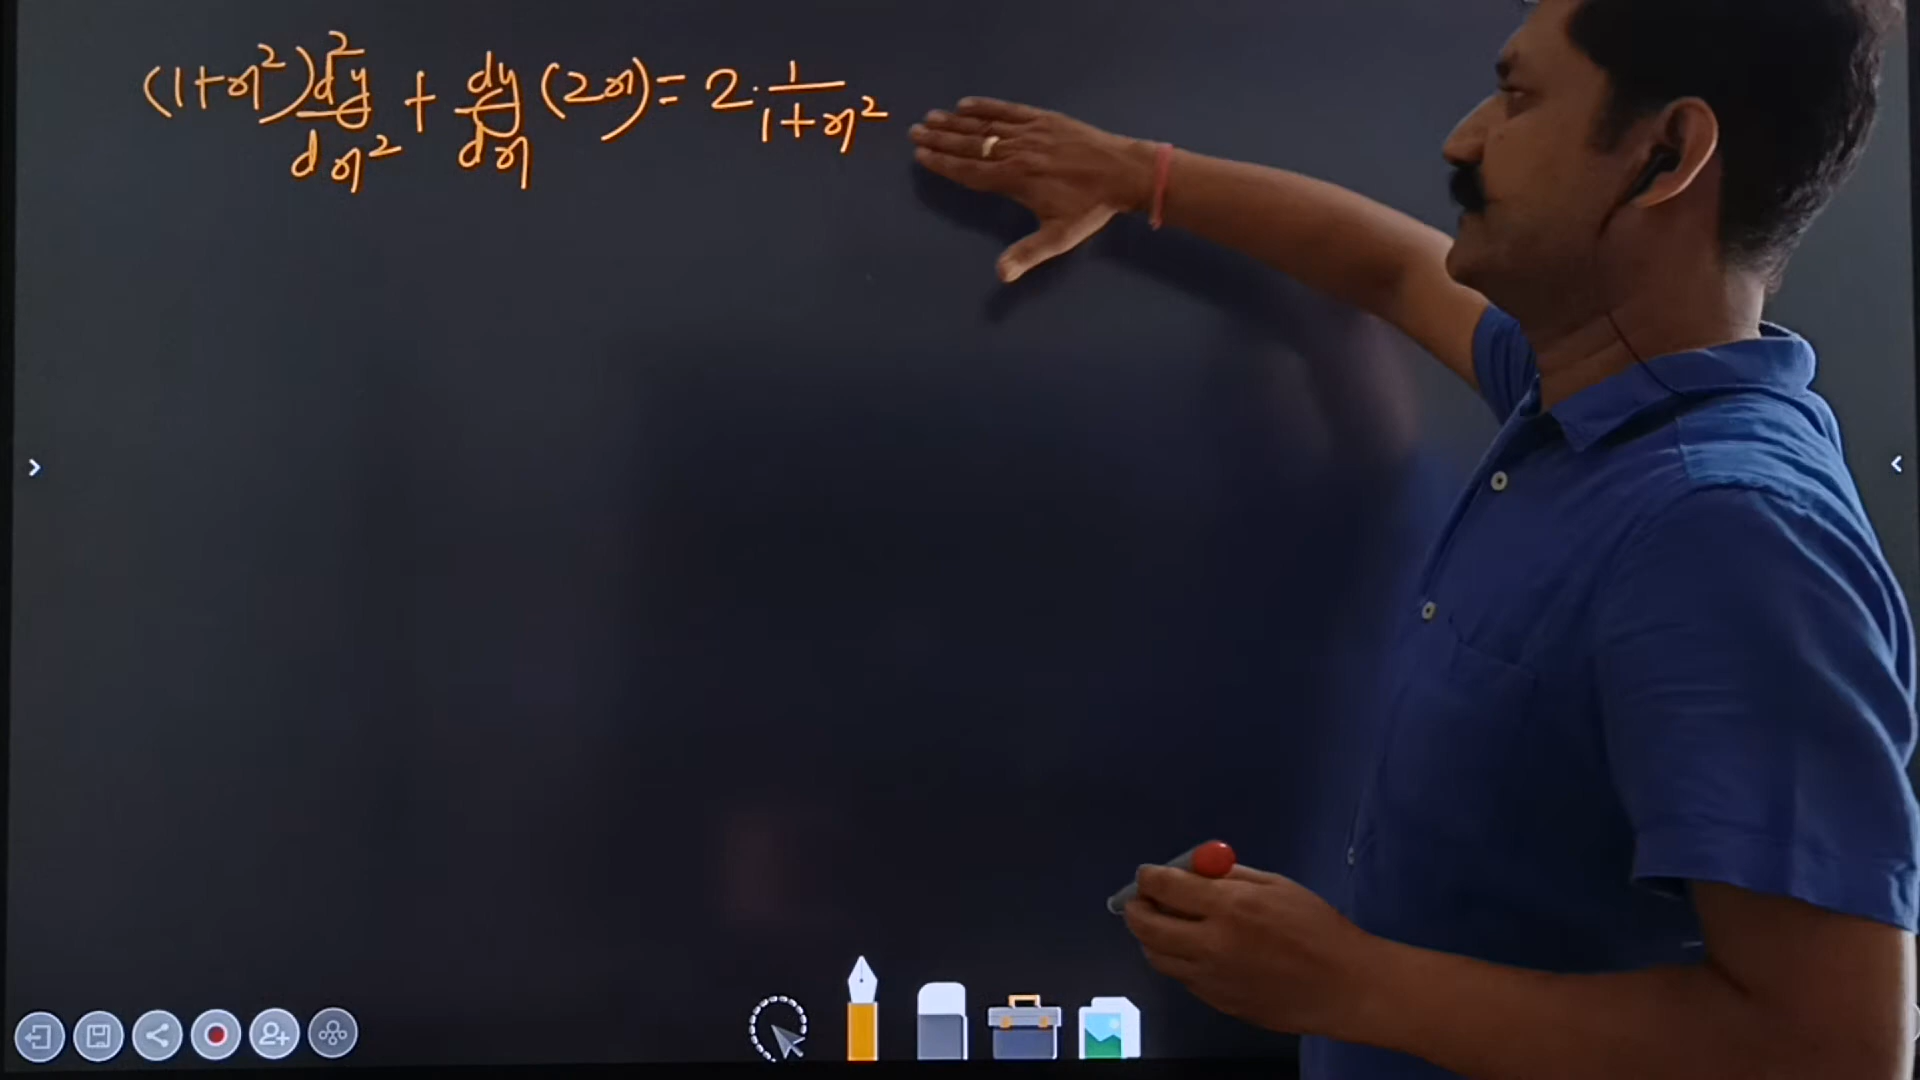 (1+x²) d²y/dx² + dy/dx (2x) = 2 · 1/(1+x²)